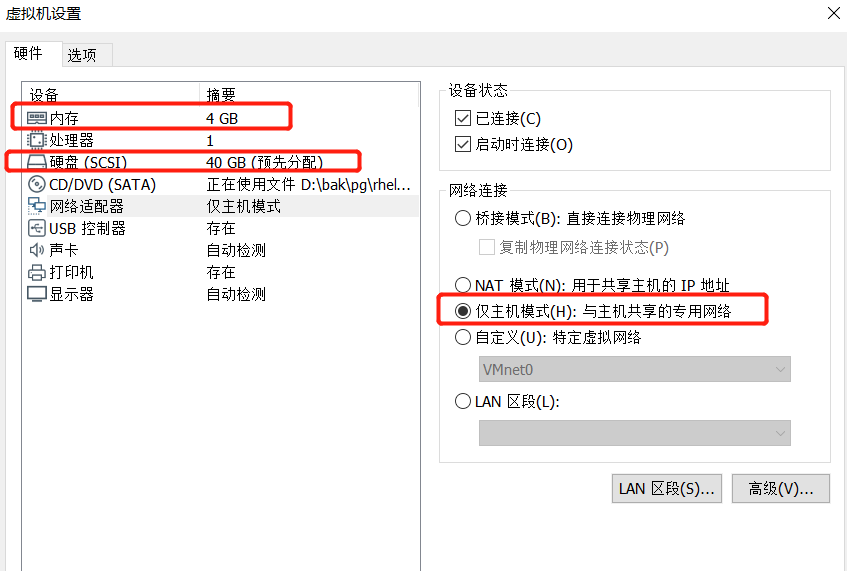 虚拟机设置
硬件 选项
设备 摘要
内存 4 GB
处理器 1
硬盘 (SCSI) 40 GB (预先分配)
CD/DVD (SATA) 正在使用文件 D:\bak\pg\rhel...
网络适配器 仅主机模式
USB 控制器 存在
声卡 自动检测
打印机 存在
显示器 自动检测
设备状态
已连接(C)
启动时连接(O)
网络连接
桥接模式(B): 直接连接物理网络
复制物理网络连接状态(P)
NAT 模式(N): 用于共享主机的 IP 地址
仅主机模式(H): 与主机共享的专用网络
自定义(U): 特定虚拟网络
VMnet0
LAN 区段(L):
LAN 区段(S)... 高级(V)...